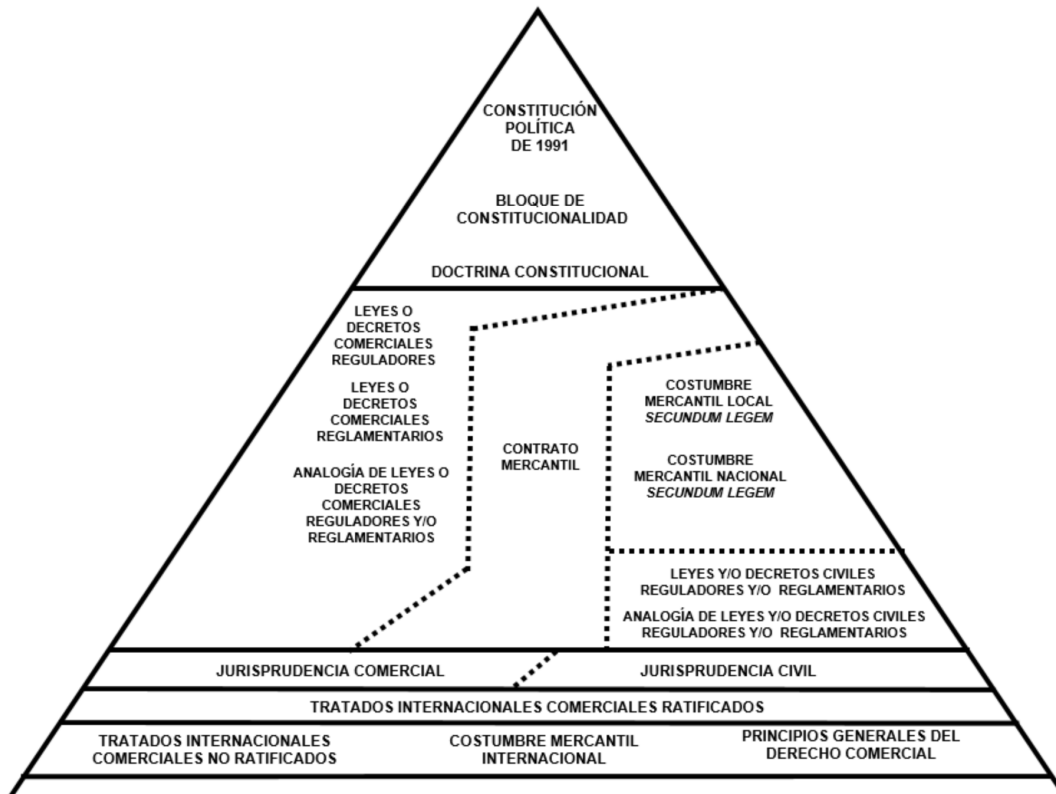 CONSTITUCIÓN
POLÍTICA
DE 1991
BLOQUE DE
CONSTITUCIONALIDAD
DOCTRINA CONSTITUCIONAL
LEYES O
DECRETOS
COMERCIALES
REGULADORES
LEYES O
DECRETOS
COMERCIALES
REGLAMENTARIOS
ANALOGÍA DE LEYES O
DECRETOS
COMERCIALES
REGULADORES Y/O
REGLAMENTARIOS
CONTRATO
MERCANTIL
COSTUMBRE
MERCANTIL LOCAL
SECUNDUM LEGEM
COSTUMBRE
MERCANTIL NACIONAL
SECUNDUM LEGEM
LEYES Y/O DECRETOS CIVILES
REGULADORES Y/O REGLAMENTARIOS
ANALOGÍA DE LEYES Y/O DECRETOS CIVILES
REGULADORES Y/O REGLAMENTARIOS
JURISPRUDENCIA COMERCIAL
JURISPRUDENCIA CIVIL
TRATADOS INTERNACIONALES COMERCIALES RATIFICADOS
TRATADOS INTERNACIONALES
COMERCIALES NO RATIFICADOS
COSTUMBRE MERCANTIL
INTERNACIONAL
PRINCIPIOS GENERALES DEL
DERECHO COMERCIAL